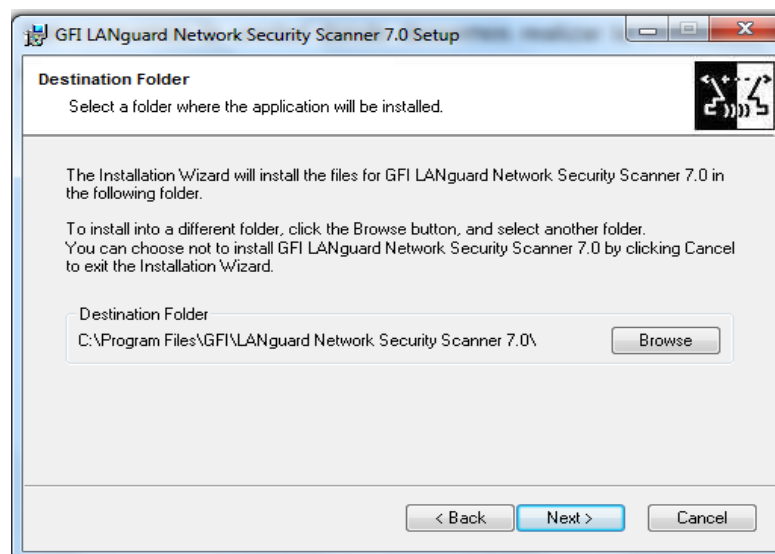 GFI LANguard Network Security Scanner 7.0 Setup
Destination Folder
Select a folder where the application will be installed.
The Installation Wizard will install the files for GFI LANguard Network Security Scanner 7.0 in
the following folder.
To install into a different folder, click the Browse button, and select another folder.
You can choose not to install GFI LANguard Network Security Scanner 7.0 by clicking Cancel
to exit the Installation Wizard.
Destination Folder
C:\Program Files\GFI\LANguard Network Security Scanner 7.0\
Browse
< Back
Next >
Cancel